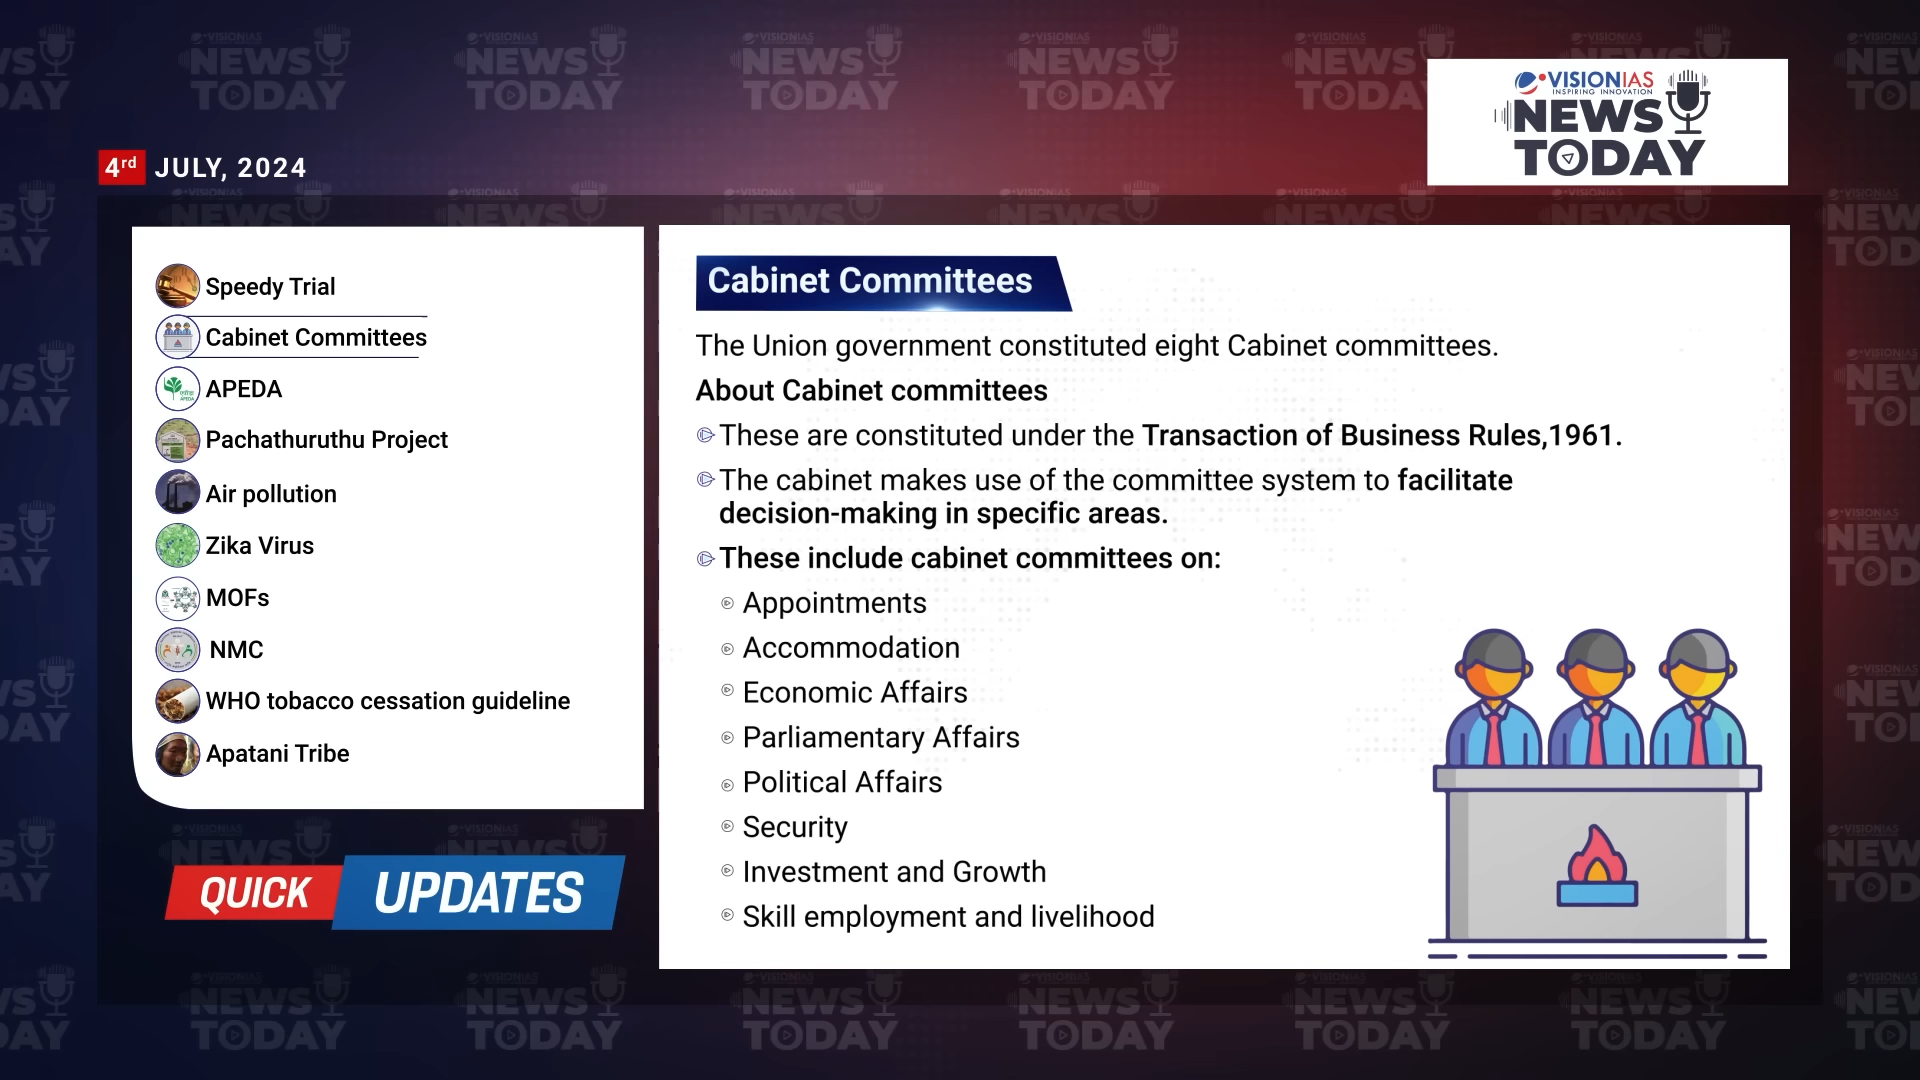 VISIONIAS
INSPIRING INNOVATION
NEWS
TODAY
4rd JULY, 2024
Speedy Trial
Cabinet Committees
APEDA
Pachathuruthu Project
Air pollution
Zika Virus
MOFs
NMC
WHO tobacco cessation guideline
Apatani Tribe
QUICK UPDATES
Cabinet Committees
The Union government constituted eight Cabinet committees.
About Cabinet committees
These are constituted under the Transaction of Business Rules,1961.
The cabinet makes use of the committee system to facilitate
decision-making in specific areas.
These include cabinet committees on:
Appointments
Accommodation
Economic Affairs
Parliamentary Affairs
Political Affairs
Security
Investment and Growth
Skill employment and livelihood